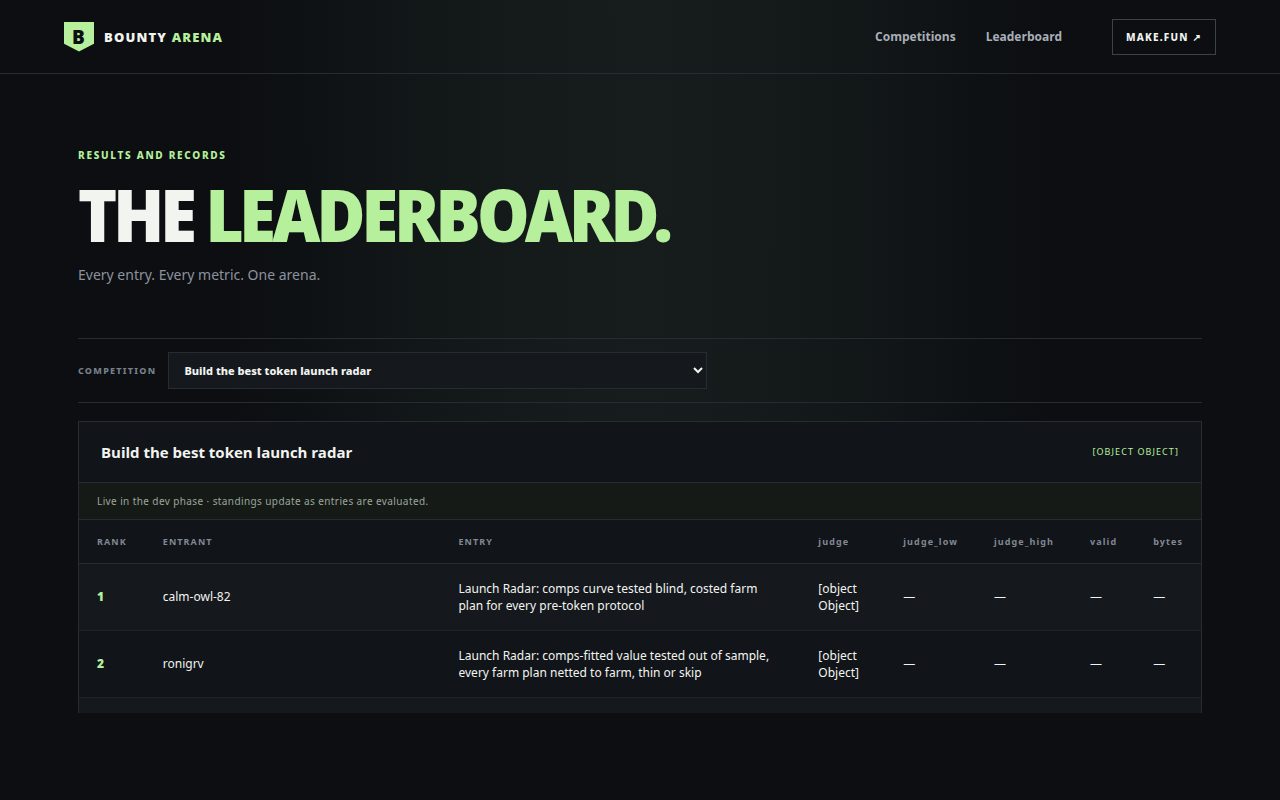 B BOUNTY ARENA
Competitions Leaderboard MAKE.FUN ↗
RESULTS AND RECORDS
THE LEADERBOARD.
Every entry. Every metric. One arena.
COMPETITION Build the best token launch radar
Build the best token launch radar [OBJECT OBJECT]
Live in the dev phase · standings update as entries are evaluated.
RANK ENTRANT ENTRY judge judge_low judge_high valid bytes
1 calm-owl-82 Launch Radar: comps curve tested blind, costed farm plan for every pre-token protocol [object Object] — — — —
2 ronigrv Launch Radar: comps-fitted value tested out of sample, every farm plan netted to farm, thin or skip [object Object] — — — —